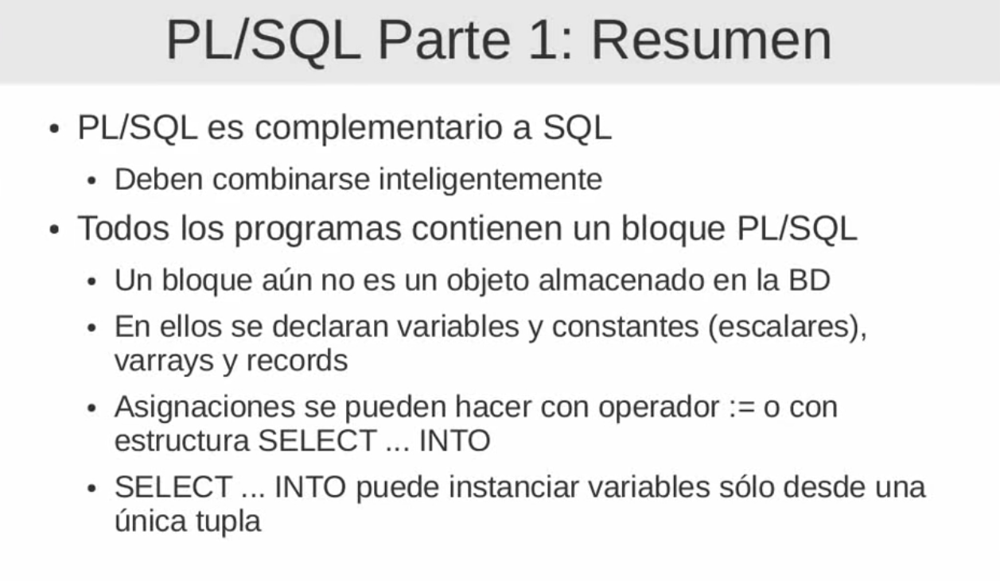 PL/SQL Parte 1: Resumen
• PL/SQL es complementario a SQL
• Deben combinarse inteligentemente
• Todos los programas contienen un bloque PL/SQL
• Un bloque aún no es un objeto almacenado en la BD
• En ellos se declaran variables y constantes (escalares),
varrays y records
• Asignaciones se pueden hacer con operador := o con
estructura SELECT ... INTO
• SELECT ... INTO puede instanciar variables sólo desde una
única tupla